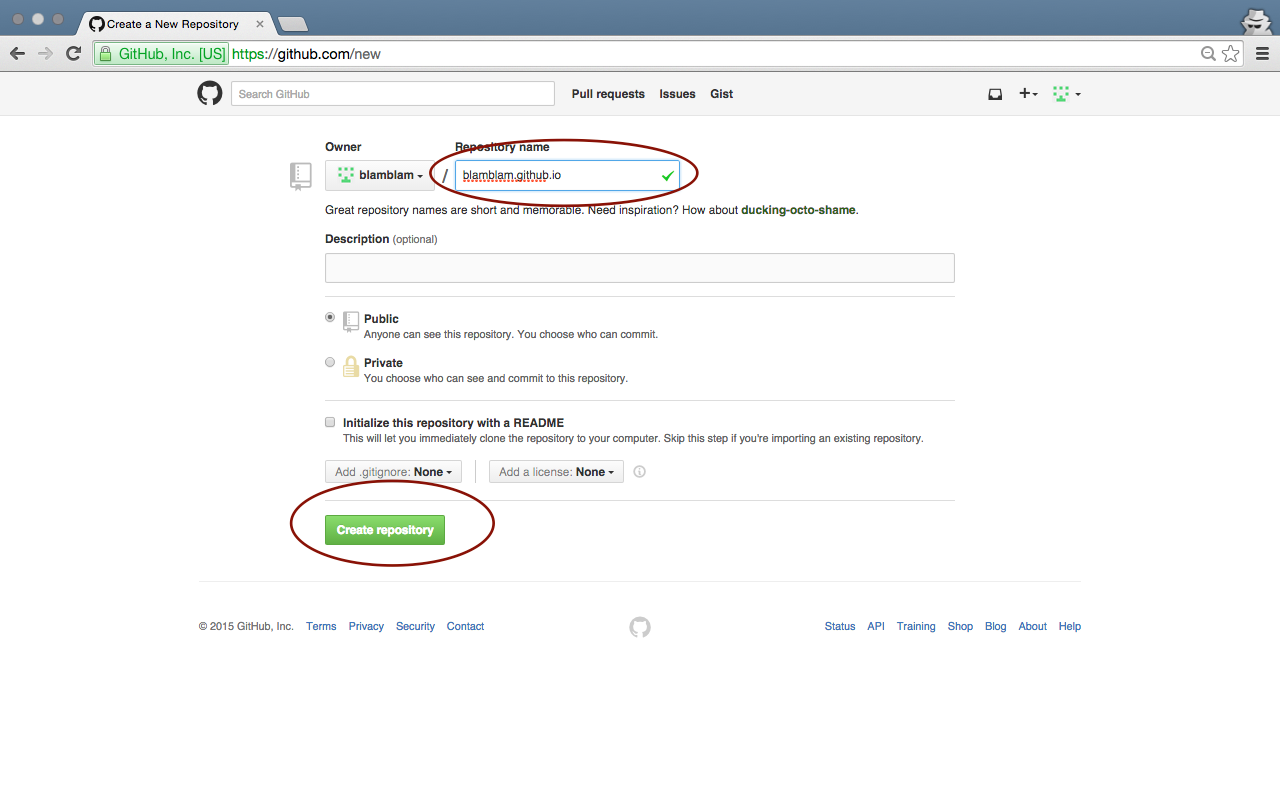 Create a New Repository
GitHub, Inc. [US] https://github.com/new
Search GitHub Pull requests Issues Gist
Owner Repository name
blamblam / blamblam.github.io
Great repository names are short and memorable. Need inspiration? How about ducking-octo-shame.
Description (optional)
Public
Anyone can see this repository. You choose who can commit.
Private
You choose who can see and commit to this repository.
Initialize this repository with a README
This will let you immediately clone the repository to your computer. Skip this step if you're importing an existing repository.
Add .gitignore: None Add a license: None
Create repository
© 2015 GitHub, Inc. Terms Privacy Security Contact Status API Training Shop Blog About Help